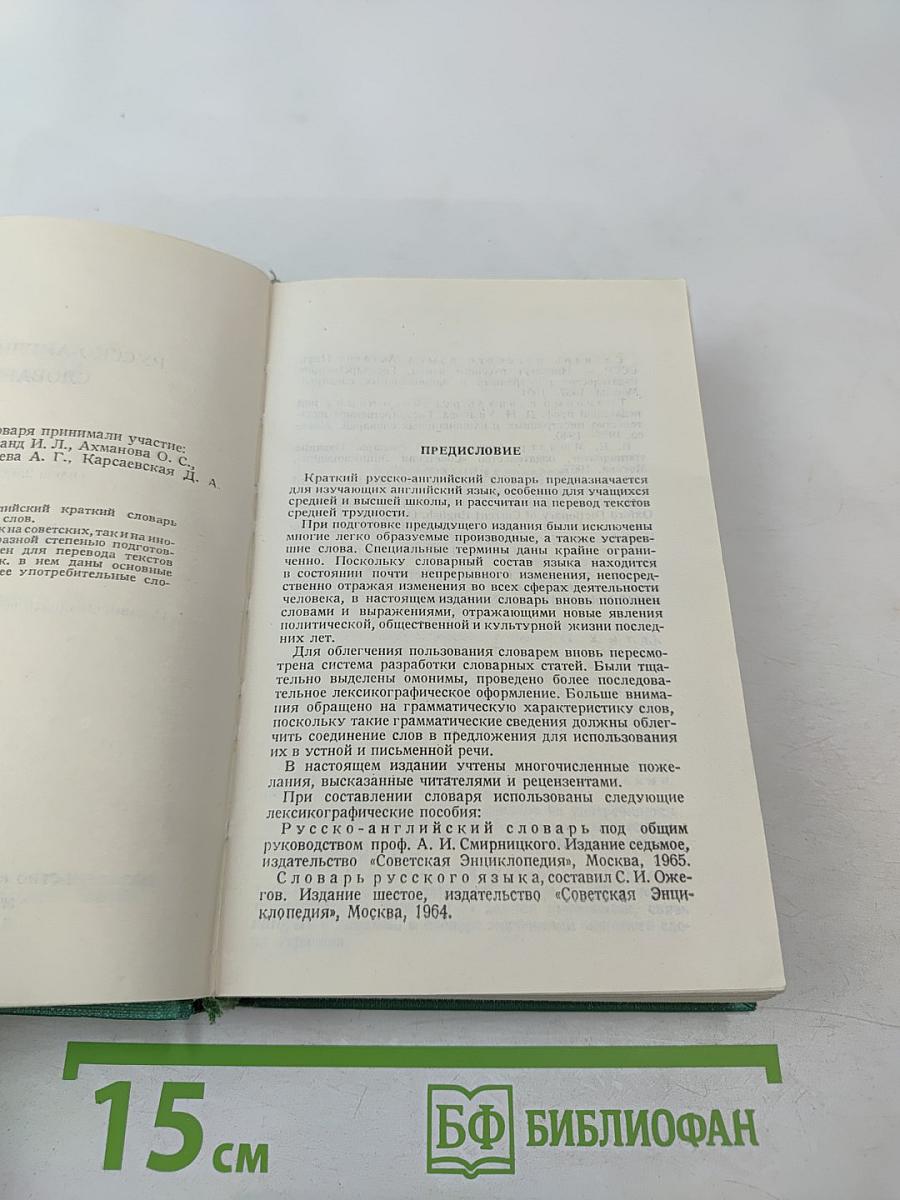 ловаря принимали участие:
анд И. Л., Ахманова О. С.,
ева А. Г., Карсаевская Д. А.
лийский краткий словарь
слов.
к на советских, так и на ино-
разной степенью подготов-
ен для перевода текстов
к. в нем даны основные
ее употребительные сло-
ПРЕДИСЛОВИЕ
Краткий русско-английский словарь предназначается
для изучающих английский язык, особенно для учащихся
средней и высшей школы, и рассчитан на перевод текстов
средней трудности.
При подготовке предыдущего издания были исключены
многие легко образуемые производные, а также устарев-
шие слова. Специальные термины даны крайне ограни-
ченно. Поскольку словарный состав языка находится
в состоянии почти непрерывного изменения, непосред-
ственно отражая изменения во всех сферах деятельности
человека, в настоящем издании словарь вновь пополнен
словами и выражениями, отражающими новые явления
политической, общественной и культурной жизни послед-
них лет.
Для облегчения пользования словарем вновь пересмо-
трена система разработки словарных статей. Были тща-
тельно выделены омонимы, проведено более последова-
тельное лексикографическое оформление. Больше внима-
ния обращено на грамматическую характеристику слов,
поскольку такие грамматические сведения должны облег-
чить соединение слов в предложения для использования
их в устной и письменной речи.
В настоящем издании учтены многочисленные поже-
лания, высказанные читателями и рецензентами.
При составлении словаря использованы следующие
лексикографические пособия:
Русско-английский словарь под общим
руководством проф. А. И. Смирницкого. Издание седьмое,
издательство «Советская Энциклопедия», Москва, 1965.
Словарь русского языка, составил С. И. Оже-
гов. Издание шестое, издательство «Советская Энци-
клопедия», Москва, 1964.
15 см
БФ БИБЛИОФАН